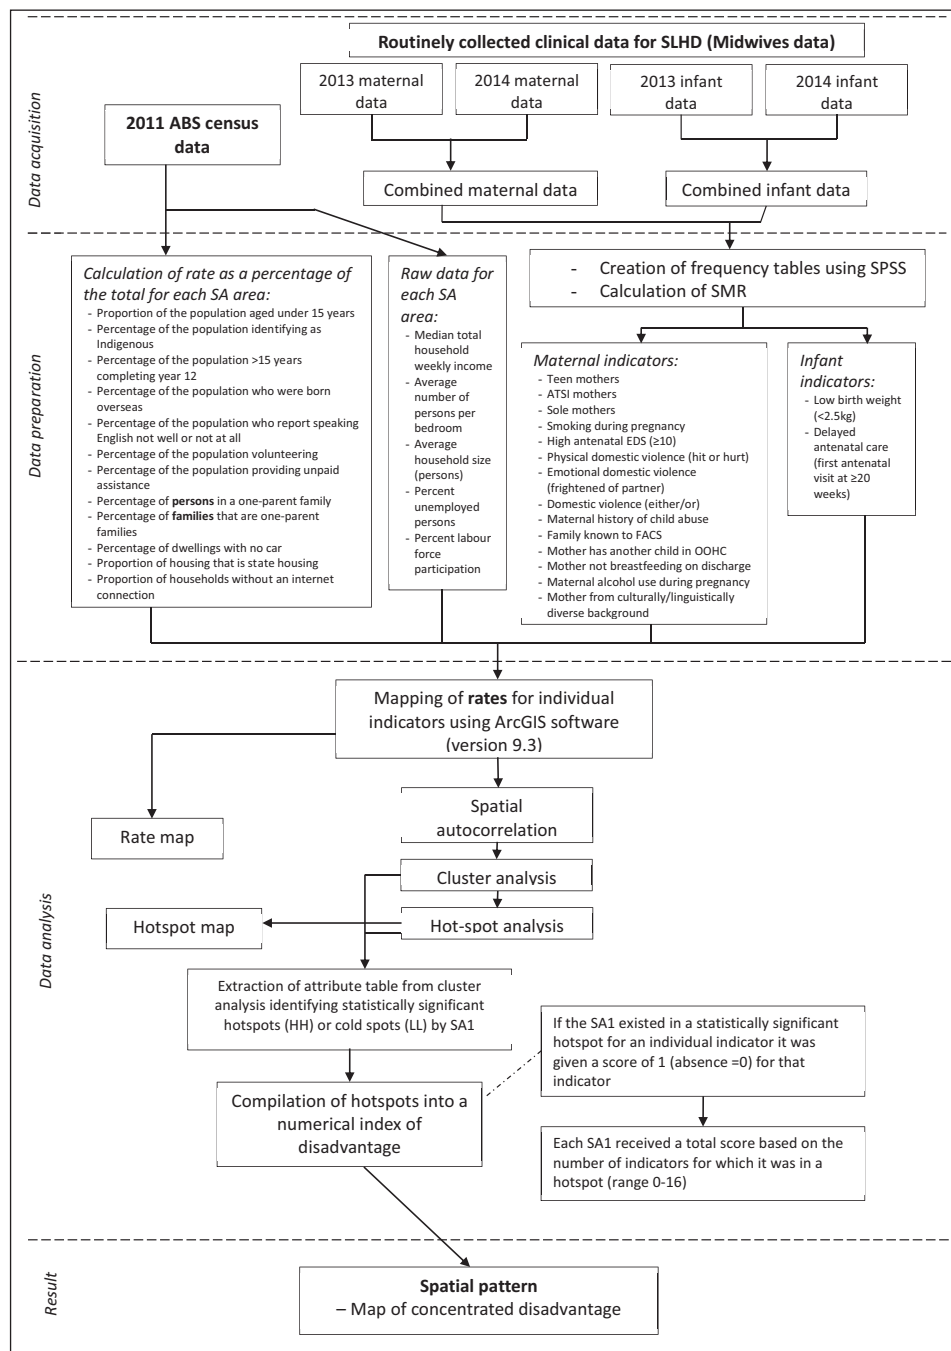 Data acquisition
Routinely collected clinical data for SLHD (Midwives data)
2013 maternal
data
2014 maternal
data
2013 infant
data
2014 infant
data
2011 ABS census
data
Combined maternal data
Combined infant data
Data preparation
Calculation of rate as a percentage of
the total for each SA area:
- Proportion of the population aged under 15 years
- Percentage of the population identifying as
Indigenous
- Percentage of the population >15 years
completing year 12
- Percentage of the population who were born
overseas
- Percentage of the population who report speaking
English not well or not at all
- Percentage of the population volunteering
- Percentage of the population providing unpaid
assistance
- Percentage of persons in a one-parent family
- Percentage of families that are one-parent
families
- Percentage of dwellings with no car
- Proportion of housing that is state housing
- Proportion of households without an internet
connection
Raw data for
each SA
area:
- Median total
household
weekly income
- Average
number of
persons per
bedroom
- Average
household size
(persons)
- Percent
unemployed
persons
- Percent labour
force
participation
- Creation of frequency tables using SPSS
- Calculation of SMR
Maternal indicators:
- Teen mothers
- ATSI mothers
- Sole mothers
- Smoking during pregnancy
- High antenatal EDS (≥10)
- Physical domestic violence (hit or hurt)
- Emotional domestic violence
(frightened of partner)
- Domestic violence (either/or)
- Maternal history of child abuse
- Family known to FACS
- Mother has another child in OOHC
- Mother not breastfeeding on discharge
- Maternal alcohol use during pregnancy
- Mother from culturally/linguistically
diverse background
Infant
indicators:
- Low birth weight
(<2.5kg)
- Delayed
antenatal care
(first antenatal
visit at ≥20
weeks)
Data analysis
Mapping of rates for individual
indicators using ArcGIS software
(version 9.3)
Rate map
Spatial
autocorrelation
Cluster analysis
Hotspot map
Hot-spot analysis
Extraction of attribute table from cluster
analysis identifying statistically significant
hotspots (HH) or cold spots (LL) by SA1
If the SA1 existed in a statistically significant
hotspot for an individual indicator it was
given a score of 1 (absence =0) for that
indicator
Compilation of hotspots into a
numerical index of
disadvantage
Each SA1 received a total score based on the
number of indicators for which it was in a
hotspot (range 0-16)
Result
Spatial pattern
– Map of concentrated disadvantage